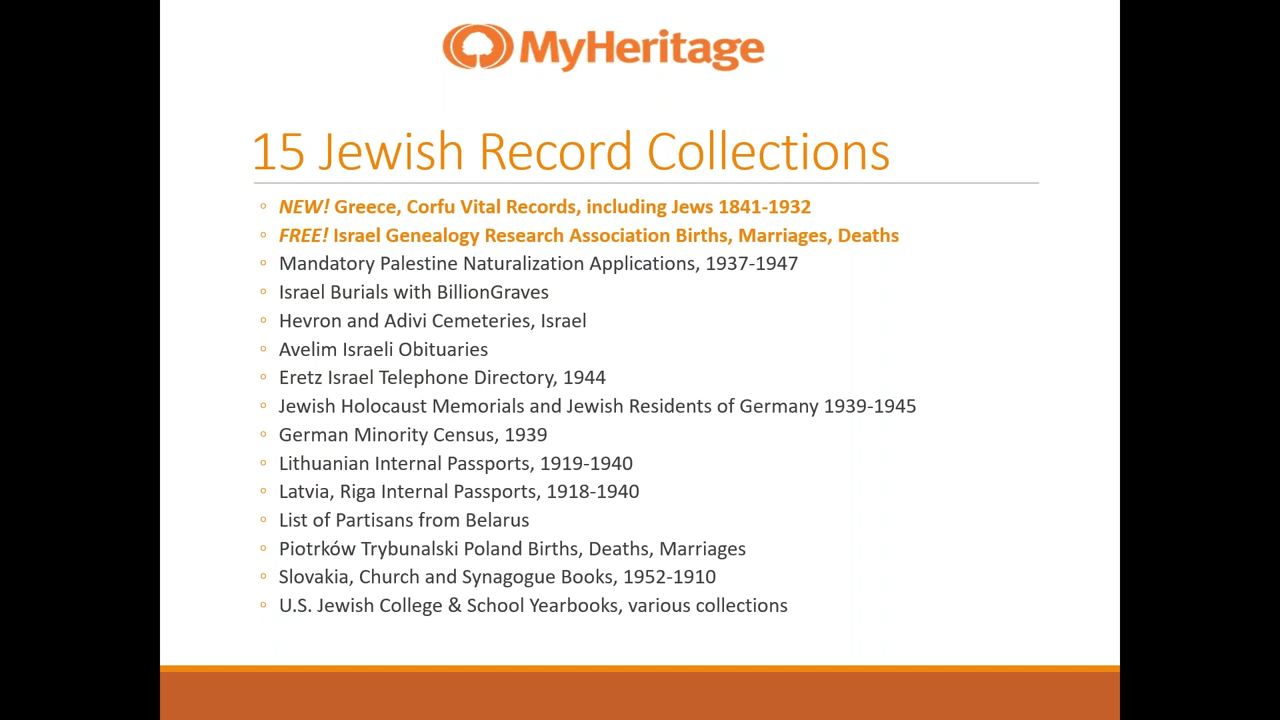 MyHeritage
15 Jewish Record Collections
NEW! Greece, Corfu Vital Records, including Jews 1841-1932
FREE! Israel Genealogy Research Association Births, Marriages, Deaths
Mandatory Palestine Naturalization Applications, 1937-1947
Israel Burials with BillionGraves
Hevron and Adivi Cemeteries, Israel
Avelim Israeli Obituaries
Eretz Israel Telephone Directory, 1944
Jewish Holocaust Memorials and Jewish Residents of Germany 1939-1945
German Minority Census, 1939
Lithuanian Internal Passports, 1919-1940
Latvia, Riga Internal Passports, 1918-1940
List of Partisans from Belarus
Piotrków Trybunalski Poland Births, Deaths, Marriages
Slovakia, Church and Synagogue Books, 1952-1910
U.S. Jewish College & School Yearbooks, various collections